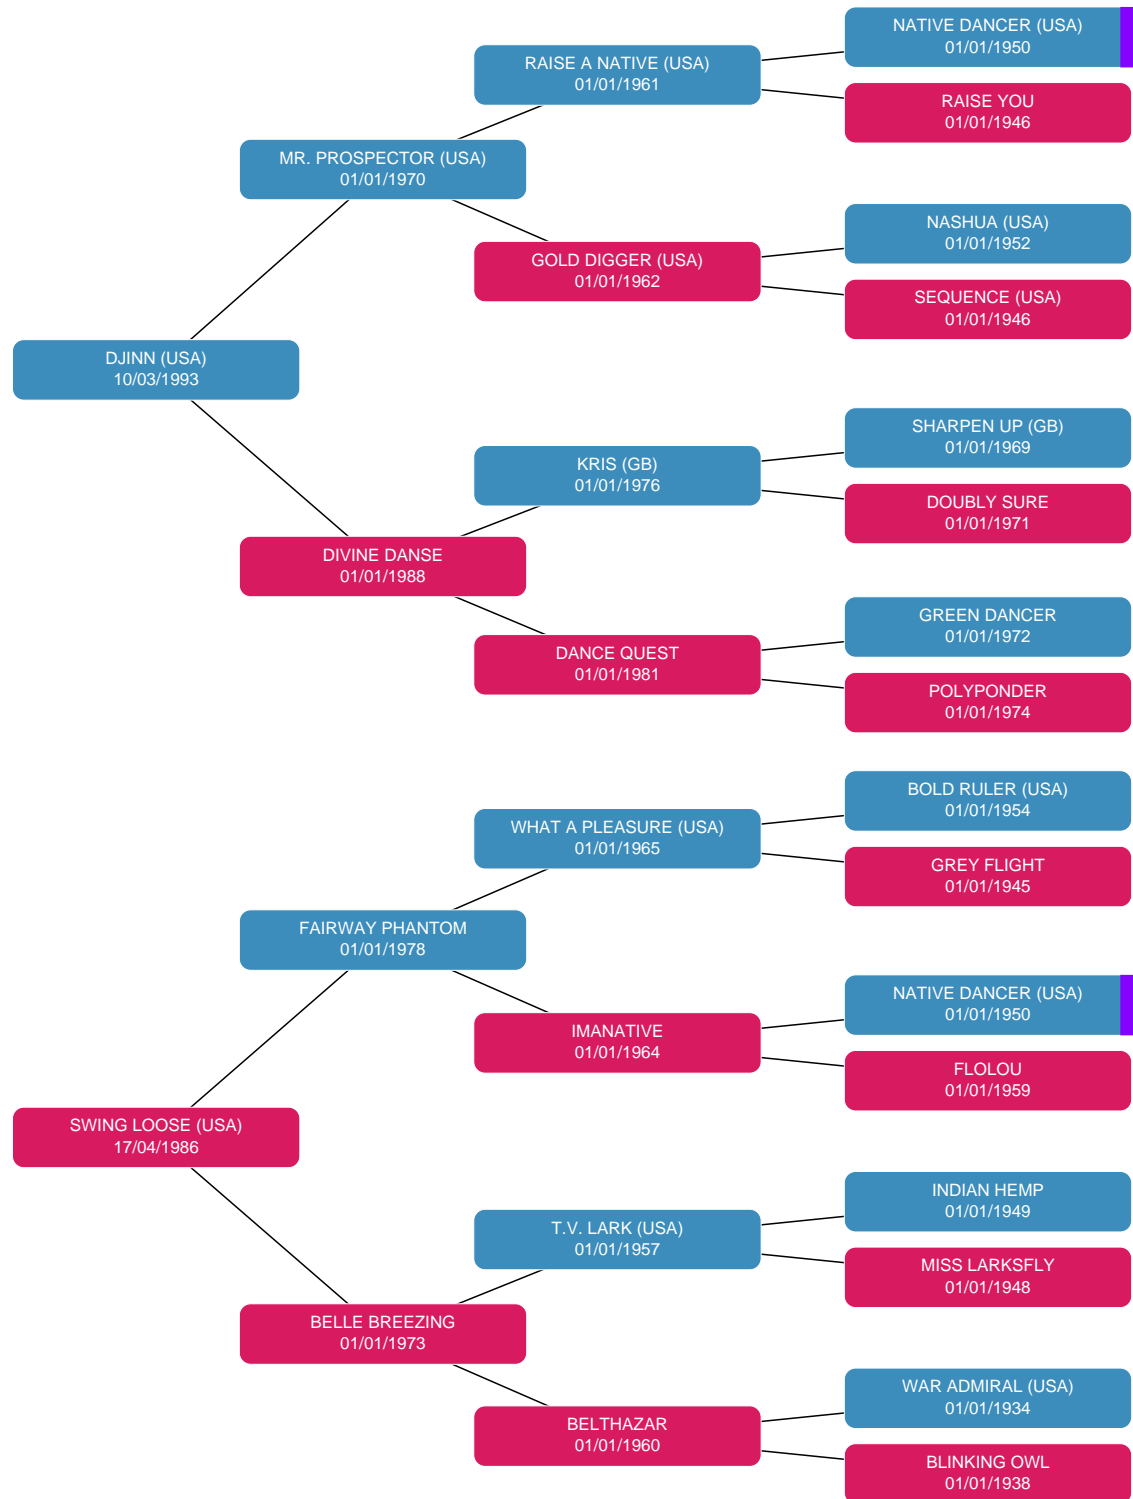 NATIVE DANCER (USA)
01/01/1950
RAISE A NATIVE (USA)
01/01/1961
RAISE YOU
01/01/1946
MR. PROSPECTOR (USA)
01/01/1970
NASHUA (USA)
01/01/1952
GOLD DIGGER (USA)
01/01/1962
SEQUENCE (USA)
01/01/1946
DJINN (USA)
10/03/1993
SHARPEN UP (GB)
01/01/1969
KRIS (GB)
01/01/1976
DOUBLY SURE
01/01/1971
DIVINE DANSE
01/01/1988
GREEN DANCER
01/01/1972
DANCE QUEST
01/01/1981
POLYPONDER
01/01/1974
BOLD RULER (USA)
01/01/1954
WHAT A PLEASURE (USA)
01/01/1965
GREY FLIGHT
01/01/1945
FAIRWAY PHANTOM
01/01/1978
NATIVE DANCER (USA)
01/01/1950
IMANATIVE
01/01/1964
FLOLOU
01/01/1959
SWING LOOSE (USA)
17/04/1986
INDIAN HEMP
01/01/1949
T.V. LARK (USA)
01/01/1957
MISS LARKSFLY
01/01/1948
BELLE BREEZING
01/01/1973
WAR ADMIRAL (USA)
01/01/1934
BELTHAZAR
01/01/1960
BLINKING OWL
01/01/1938